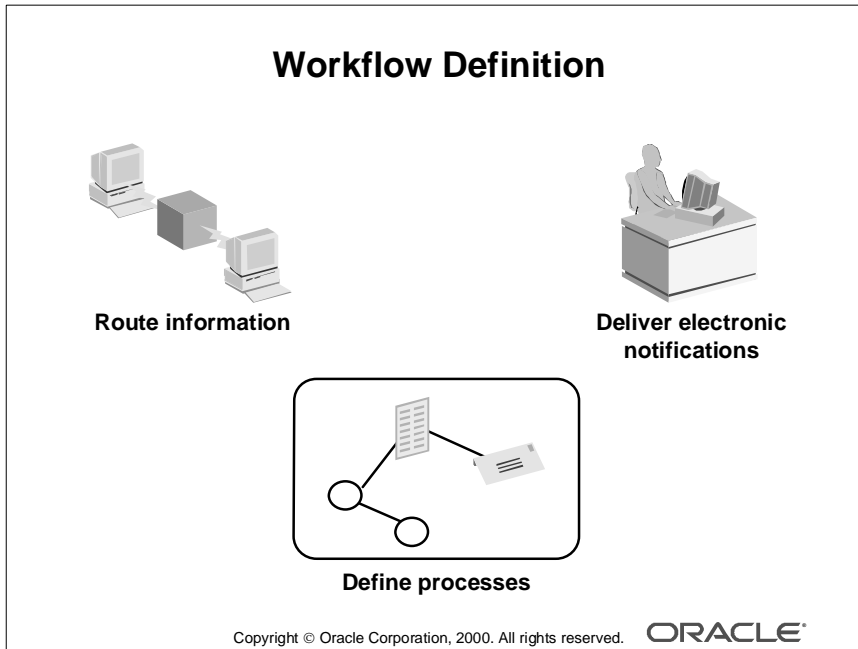 Workflow Definition
Route information
Deliver electronic
notifications
Define processes
Copyright © Oracle Corporation, 2000. All rights reserved.
ORACLE®